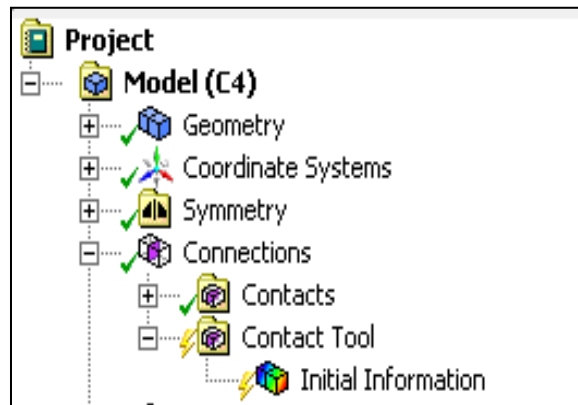 Project
Model (C4)
Geometry
Coordinate Systems
Symmetry
Connections
Contacts
Contact Tool
Initial Information